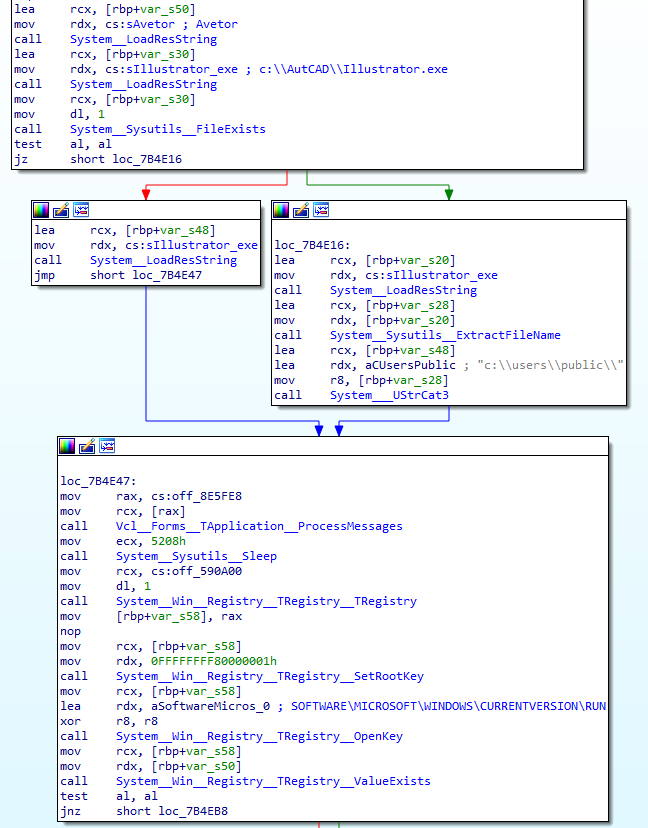 lea rcx, [rbp+var_s50]
mov rdx, cs:sAvetor ; Avetor
call System__LoadResString
lea rcx, [rbp+var_s30]
mov rdx, cs:sIllustrator_exe ; c:\\AutCAD\\Illustrator.exe
call System__LoadResString
mov rcx, [rbp+var_s30]
mov dl, 1
call System__Sysutils__FileExists
test al, al
jz short loc_7B4E16
lea rcx, [rbp+var_s48]
mov rdx, cs:sIllustrator_exe
call System__LoadResString
jmp short loc_7B4E47
loc_7B4E16:
lea rcx, [rbp+var_s20]
mov rdx, cs:sIllustrator_exe
call System__LoadResString
lea rcx, [rbp+var_s28]
mov rdx, [rbp+var_s20]
call System__Sysutils__ExtractFileName
lea rcx, [rbp+var_s48]
lea rdx, aCUsersPublic ; "c:\\users\\public\\"
mov r8, [rbp+var_s28]
call System___UStrCat3
loc_7B4E47:
mov rax, cs:off_8E5FE8
mov rcx, [rax]
call Vcl__Forms__TApplication__ProcessMessages
mov ecx, 5208h
call System__Sysutils__Sleep
mov rcx, cs:off_590A00
mov dl, 1
call System__Win__Registry__TRegistry__TRegistry
mov [rbp+var_s58], rax
nop
mov rcx, [rbp+var_s58]
mov rdx, 0FFFFFFFF80000001h
call System__Win__Registry__TRegistry__SetRootKey
mov rcx, [rbp+var_s58]
lea rdx, aSoftwareMicros_0 ; SOFTWARE\MICROSOFT\WINDOWS\CURRENTVERSION\RUN
xor r8, r8
call System__Win__Registry__TRegistry__OpenKey
mov rcx, [rbp+var_s58]
mov rdx, [rbp+var_s50]
call System__Win__Registry__TRegistry__ValueExists
test al, al
jnz short loc_7B4EB8